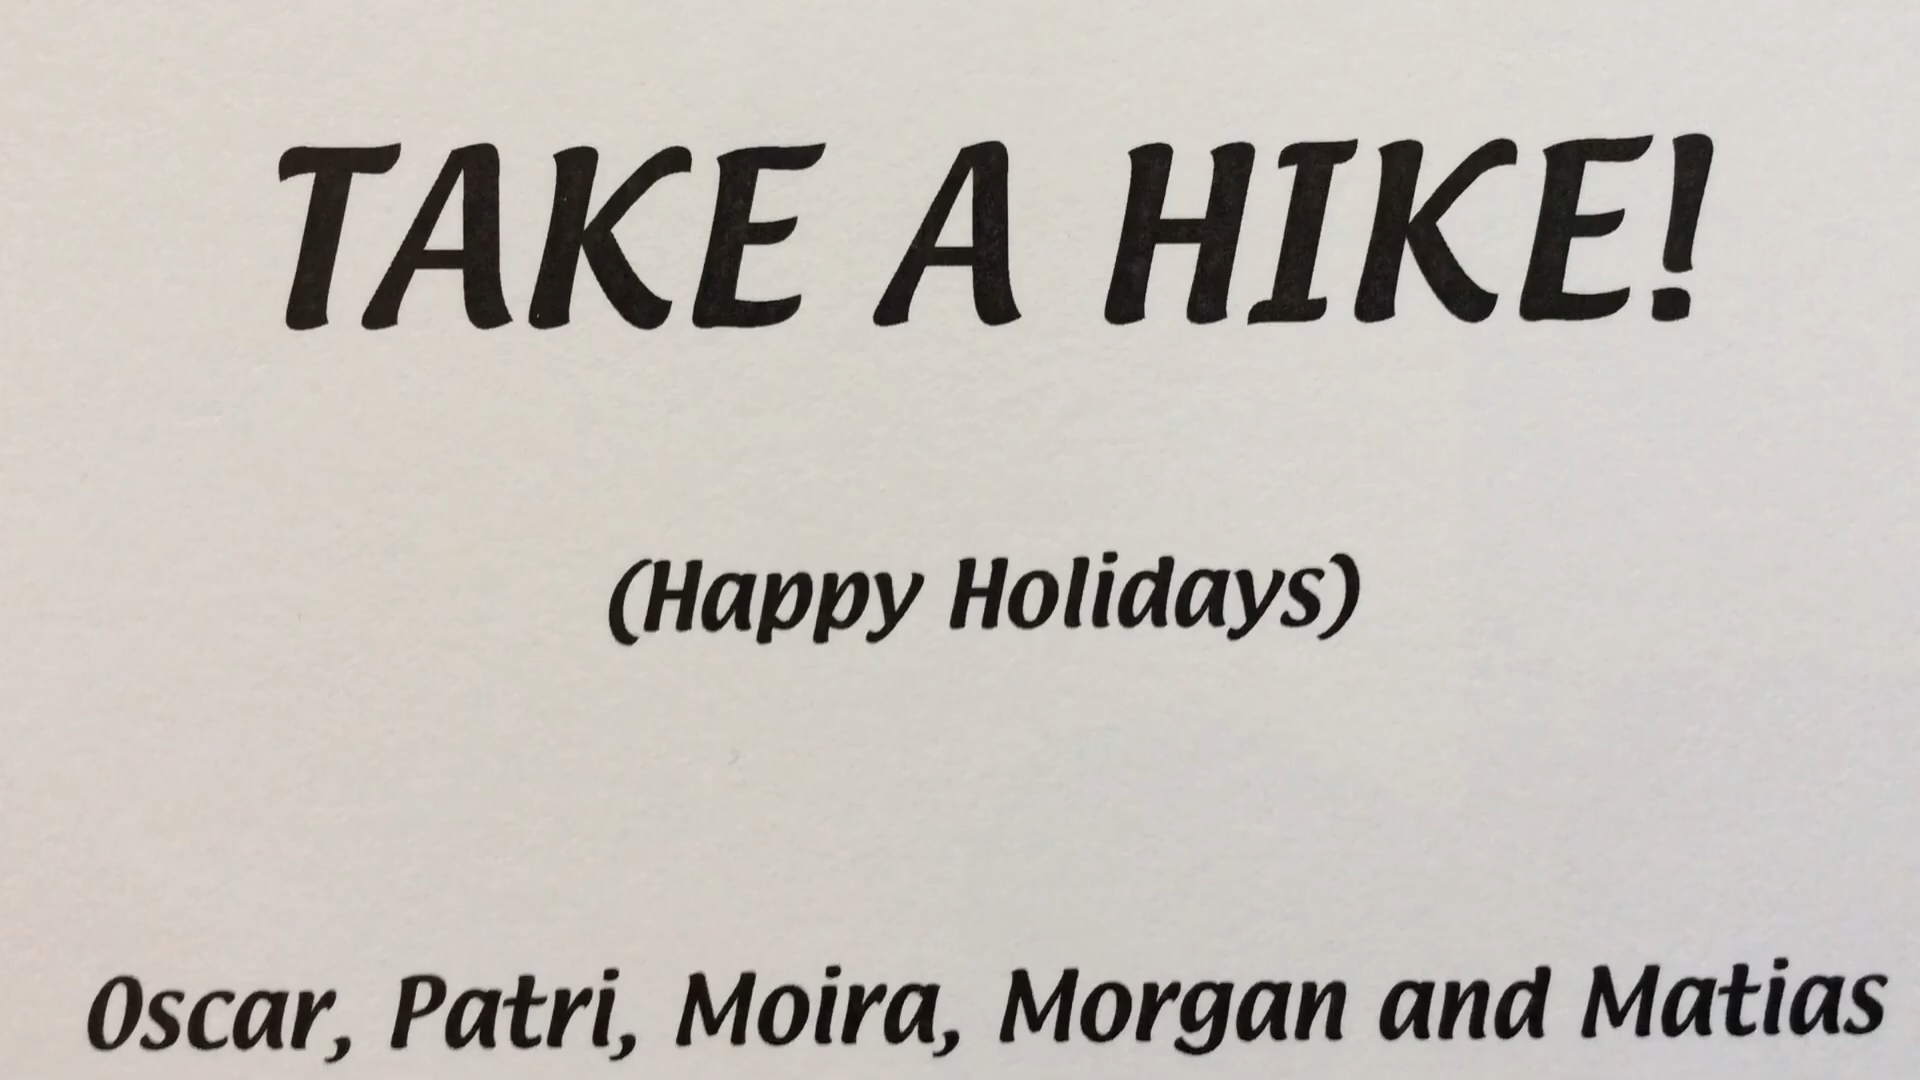 TAKE A HIKE!
(Happy Holidays)
Oscar, Patri, Moira, Morgan and Matias